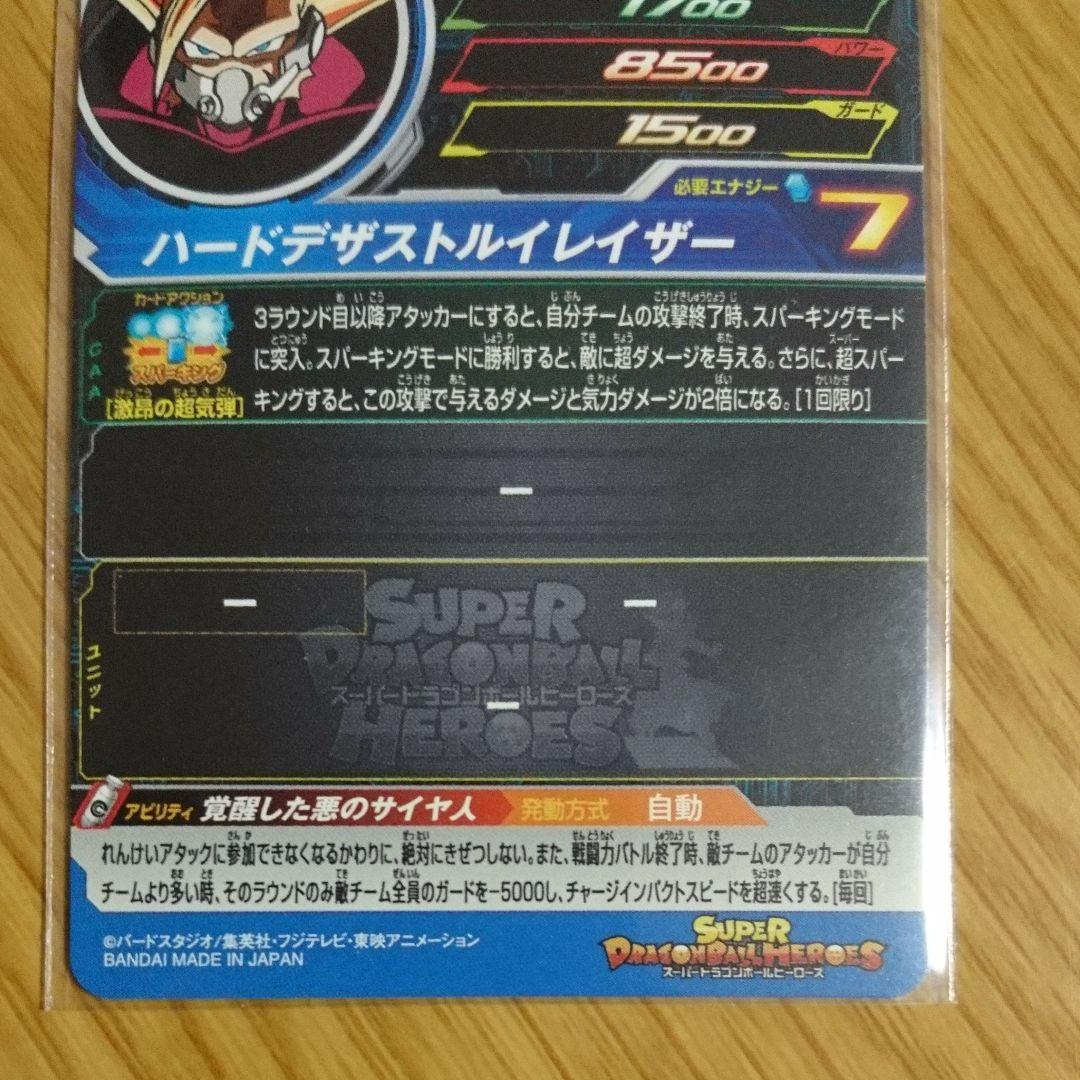 1700
パワー
8500
ガード
1500
必要エナジー 7
ハードデザストルイレイザー
カードアクション
スパーキング
[激昂の超気弾]
CAA
3ラウンド目以降アタッカーにすると、自分チームの攻撃終了時、スパーキングモード
に突入。スパーキングモードに勝利すると、敵に超ダメージを与える。さらに、超スパー
キングすると、この攻撃で与えるダメージと気力ダメージが2倍になる。[1回限り]
ー
ユニット
ー
ー
ー
SUPER
DRAGONBALL
スーパードラゴンボールヒーローズ
HEROES
アビリティ 覚醒した悪のサイヤ人 発動方式 自動
れんけいアタックに参加できなくなるかわりに、絶対にきぜつしない。また、戦闘力バトル終了時、敵チームのアタッカーが自分
チームより多い時、そのラウンドのみ敵チーム全員のガードを-5000し、チャージインパクトスピードを超速くする。[毎回]
©バードスタジオ/集英社・フジテレビ・東映アニメーション
BANDAI MADE IN JAPAN
SUPER
DRAGONBALL HEROES
スーパードラゴンボールヒーローズ